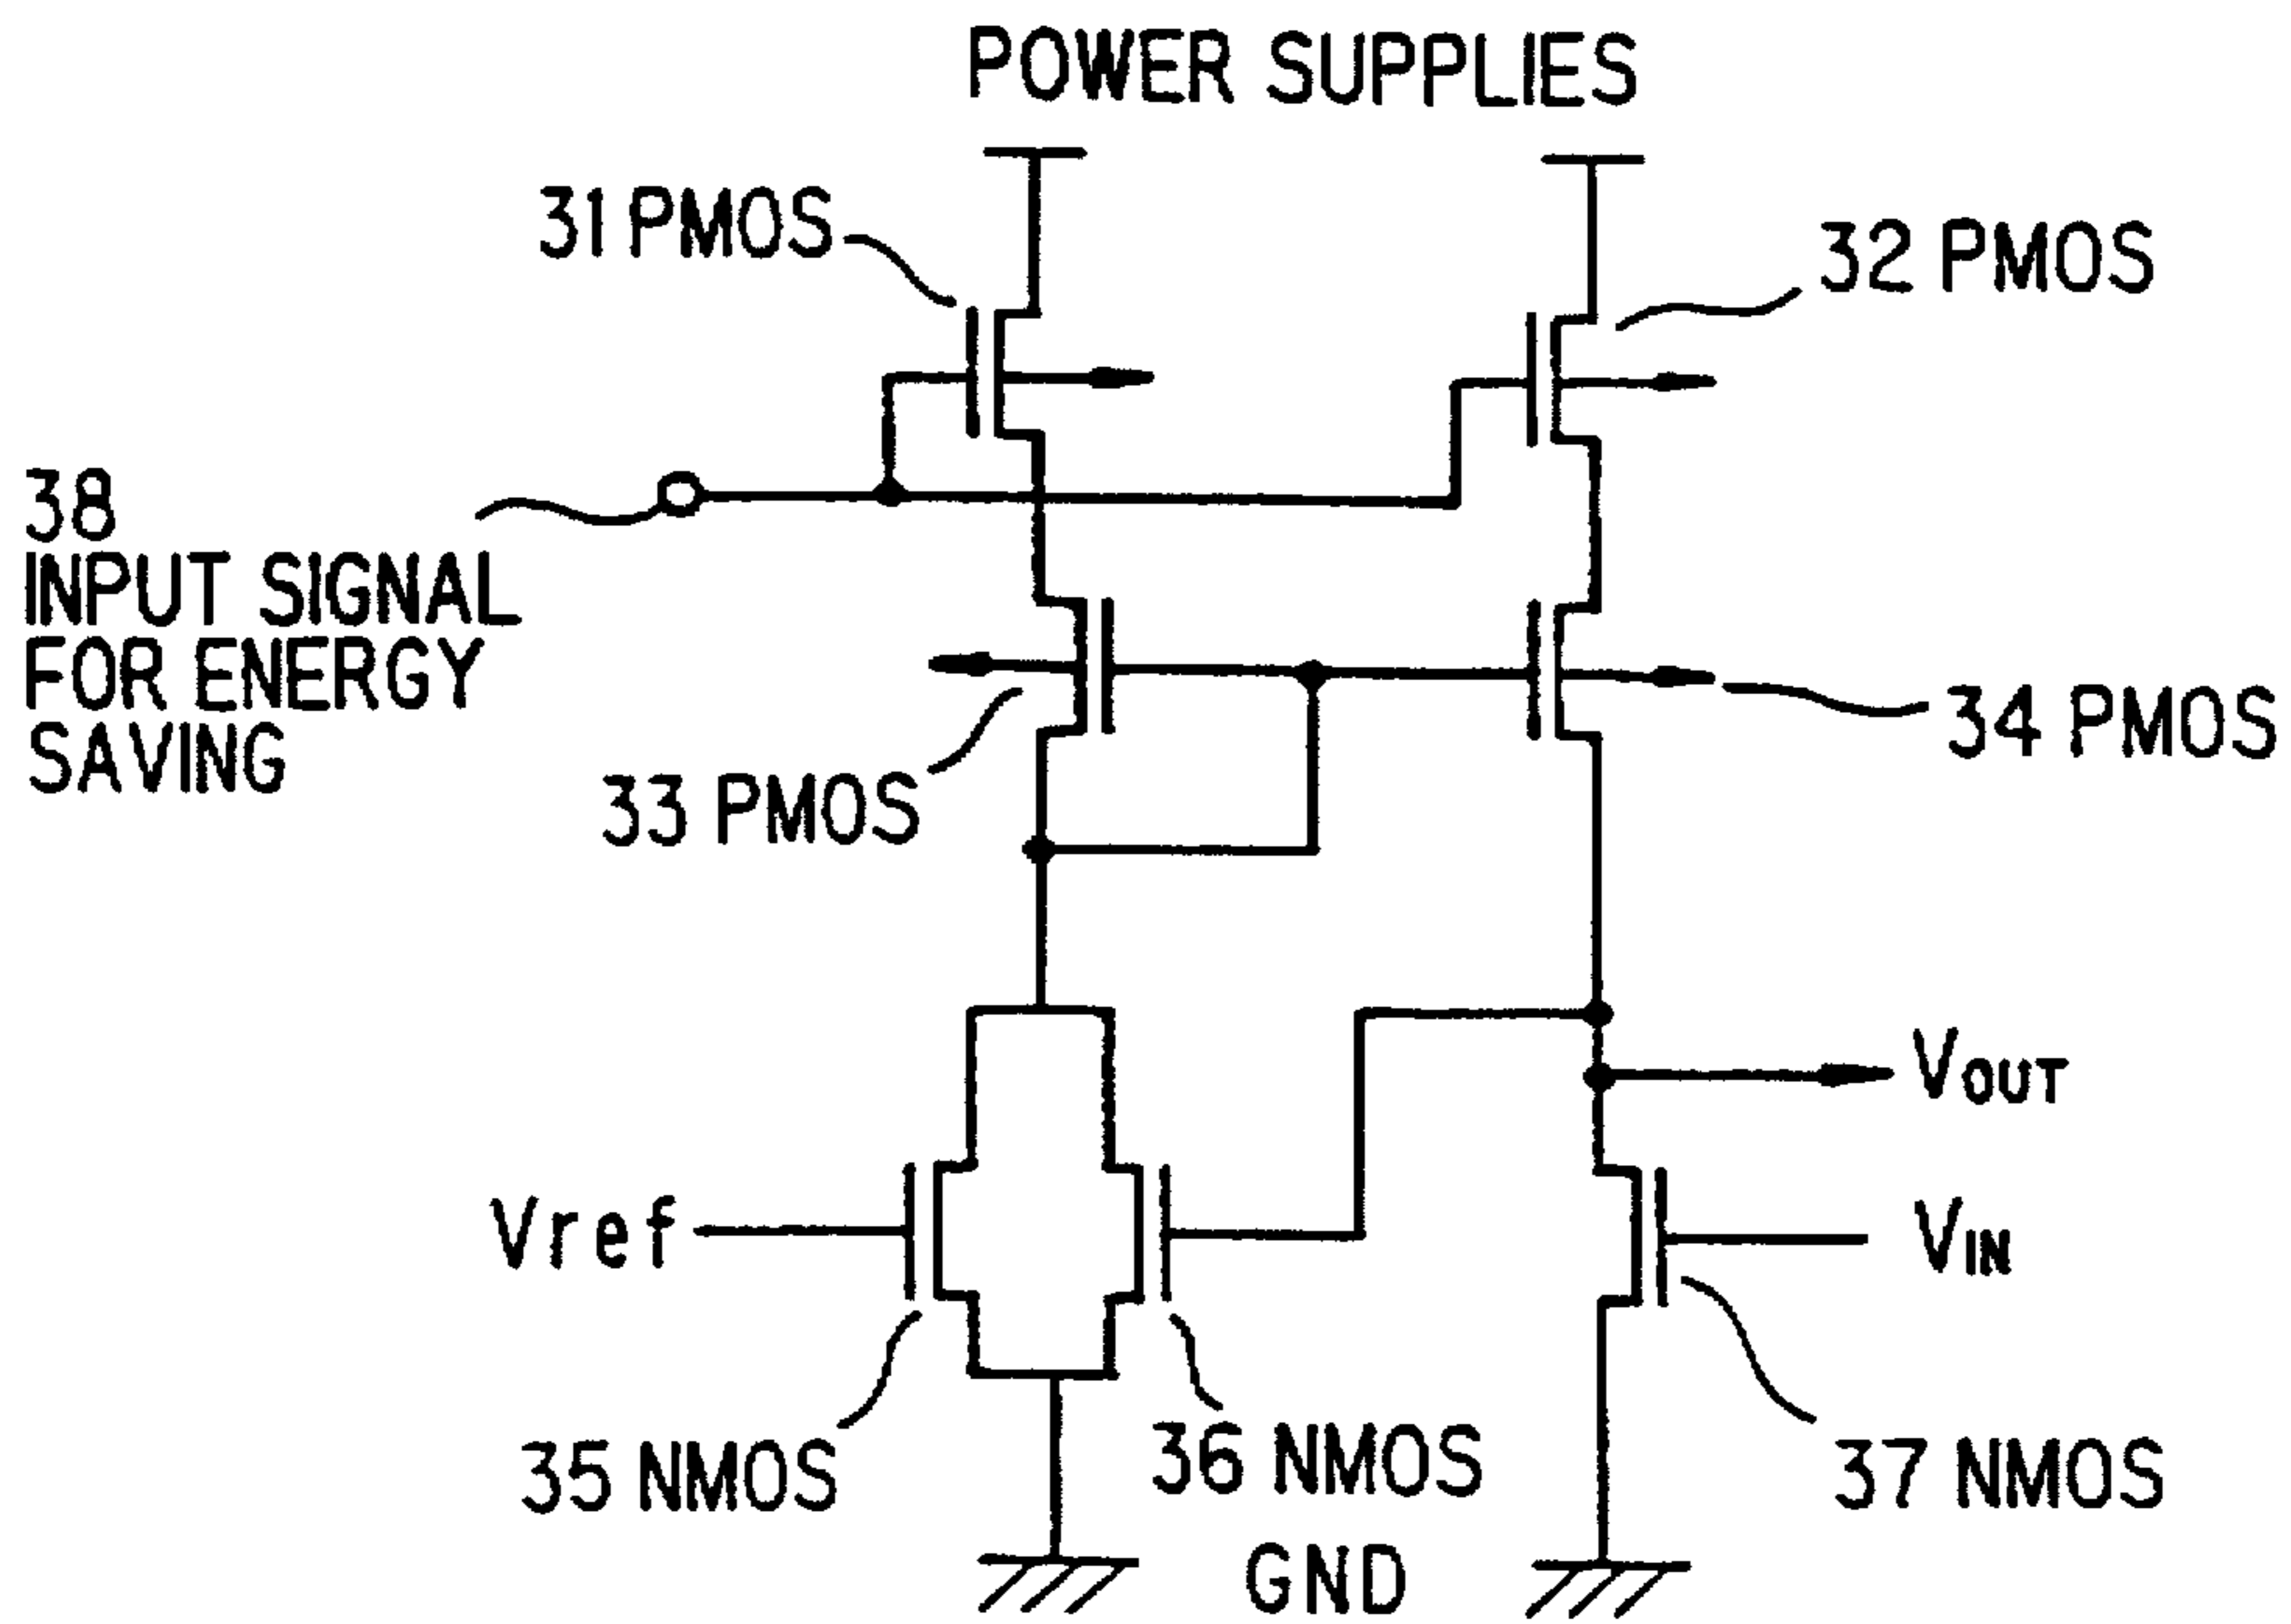 POWER SUPPLIES
31 PMOS
32 PMOS
38
INPUT SIGNAL
FOR ENERGY
SAVING
34 PMOS
33 PMOS
VOUT
Vref
VIN
35 NMOS
36 NMOS
37 NMOS
GND